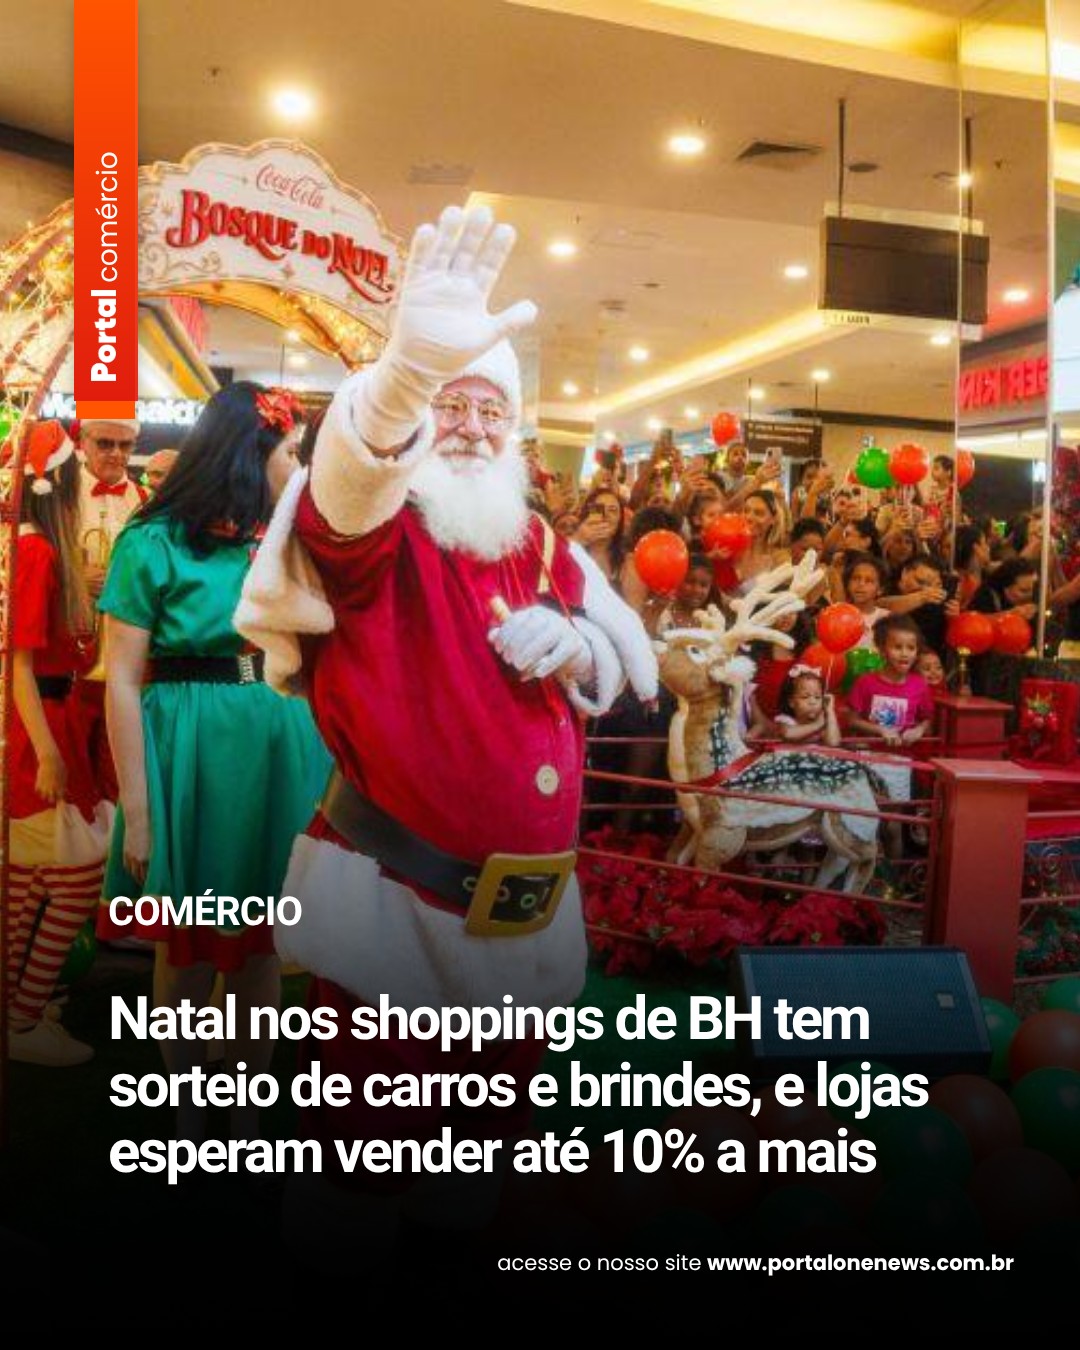 Portal comércio
Coca-Cola
BOSQUE DO NOEL
COMÉRCIO
Natal nos shoppings de BH tem
sorteio de carros e brindes, e lojas
esperam vender até 10% a mais
acesse o nosso site www.portalonenews.com.br